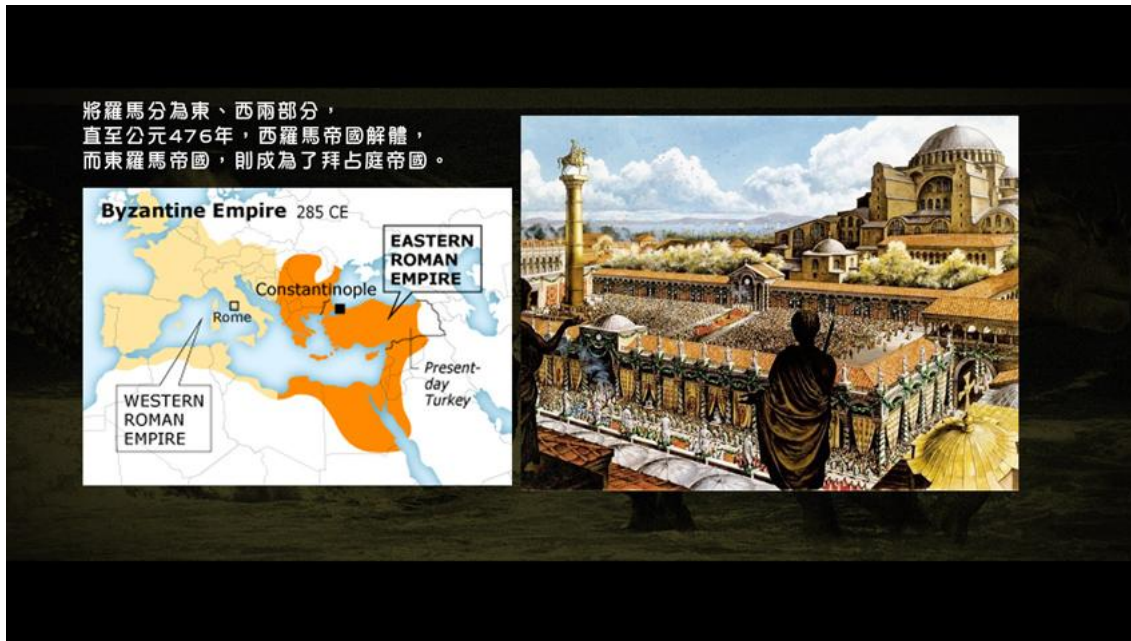 將羅馬分為東、西兩部分，
直至公元476年，西羅馬帝國解體，
而東羅馬帝國，則成為了拜占庭帝國。
Byzantine Empire 285 CE
EASTERN
ROMAN
EMPIRE
Constantinople
Rome
Present-
day
Turkey
WESTERN
ROMAN
EMPIRE